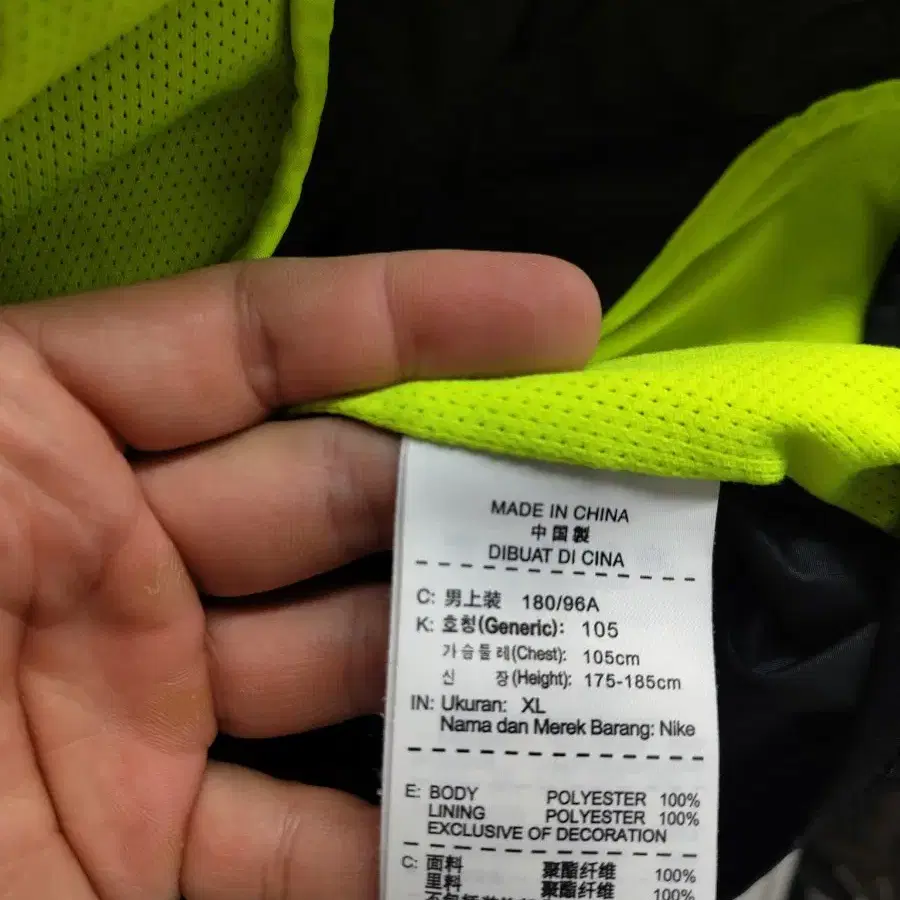 MADE IN CHINA
中国製
DIBUAT DI CINA
C: 男上装 180/96A
K: 호칭(Generic): 105
가슴둘레(Chest): 105cm
신 장(Height): 175-185cm
IN: Ukuran: XL
Nama dan Merek Barang: Nike
E: BODY POLYESTER 100%
LINING POLYESTER 100%
EXCLUSIVE OF DECORATION
C: 面料 聚酯纤维 100%
里料 聚酯纤维 100%